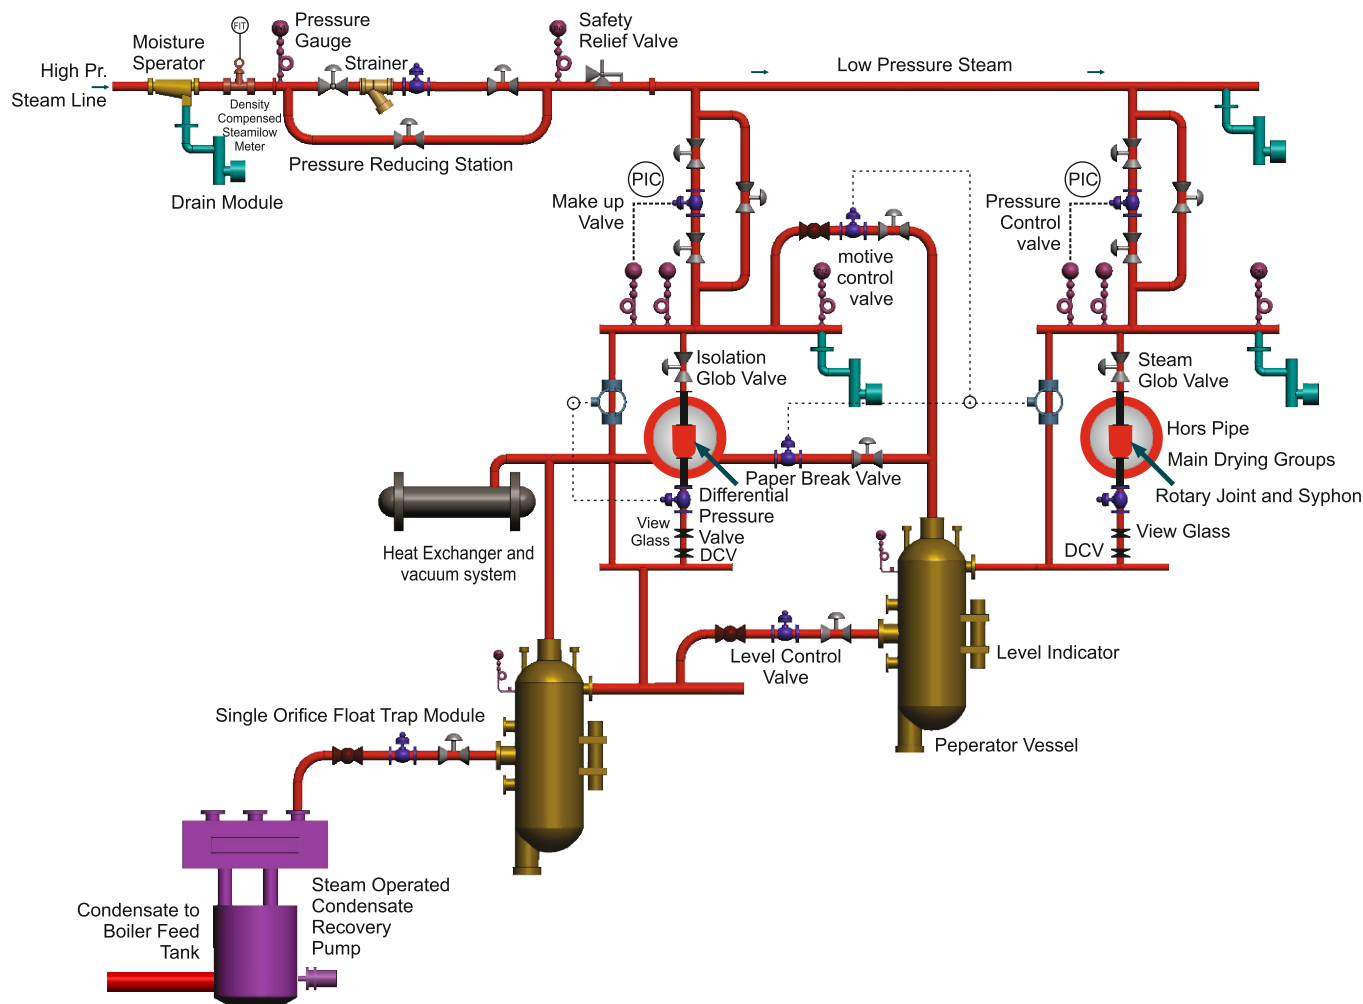 FIT
Pressure
Gauge
Safety
Relief Valve
Moisture
Sperator
Strainer
High Pr.
Steam Line
Low Pressure Steam
Density
Compensed
Steamilow
Meter
Pressure Reducing Station
Drain Module
PIC
Make up
Valve
PIC
Pressure
Control
valve
motive
control
valve
Isolation
Glob Valve
Steam
Glob Valve
Hors Pipe
Main Drying Groups
Rotary Joint and Syphon
Paper Break Valve
Differential
Pressure
Valve
View
Glass
DCV
View Glass
DCV
Heat Exchanger and
vacuum system
Level Control
Valve
Level Indicator
Single Orifice Float Trap Module
Peperator Vessel
Steam Operated
Condensate
Recovery
Pump
Condensate to
Boiler Feed
Tank